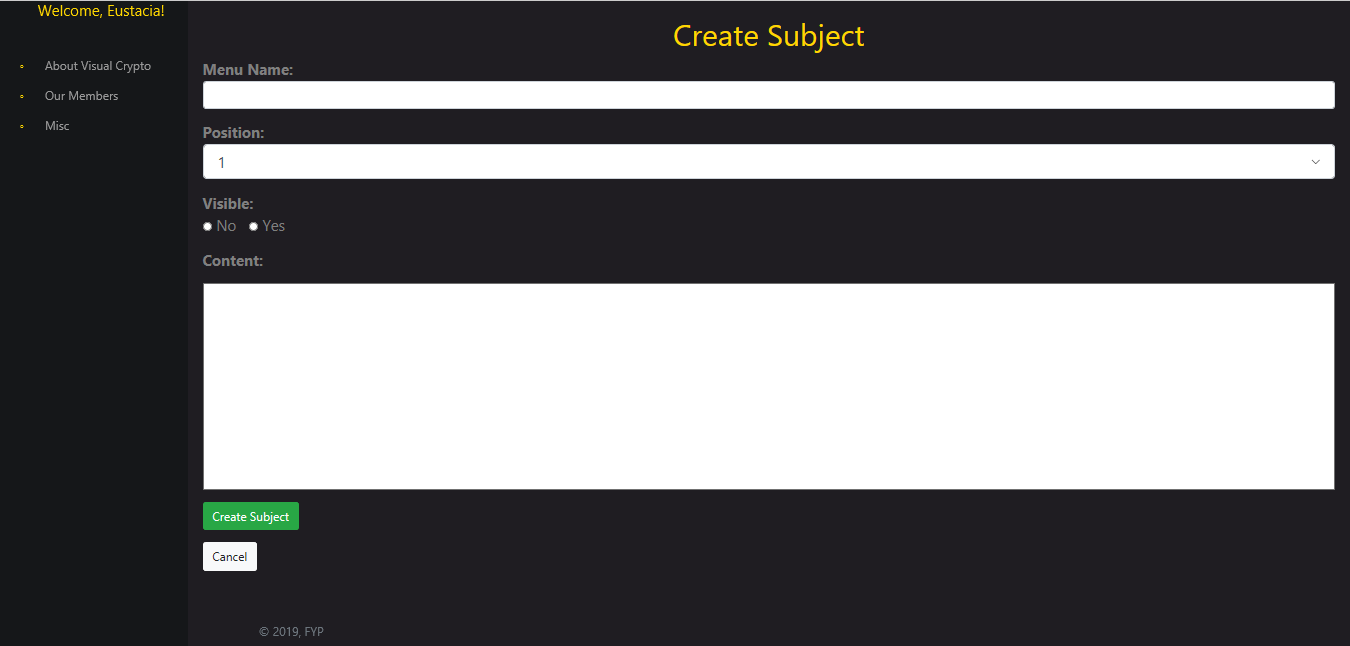 Welcome, Eustacia!
About Visual Crypto
Our Members
Misc
Create Subject
Menu Name:
Position:
1
Visible:
No Yes
Content:
Create Subject
Cancel
© 2019, FYP